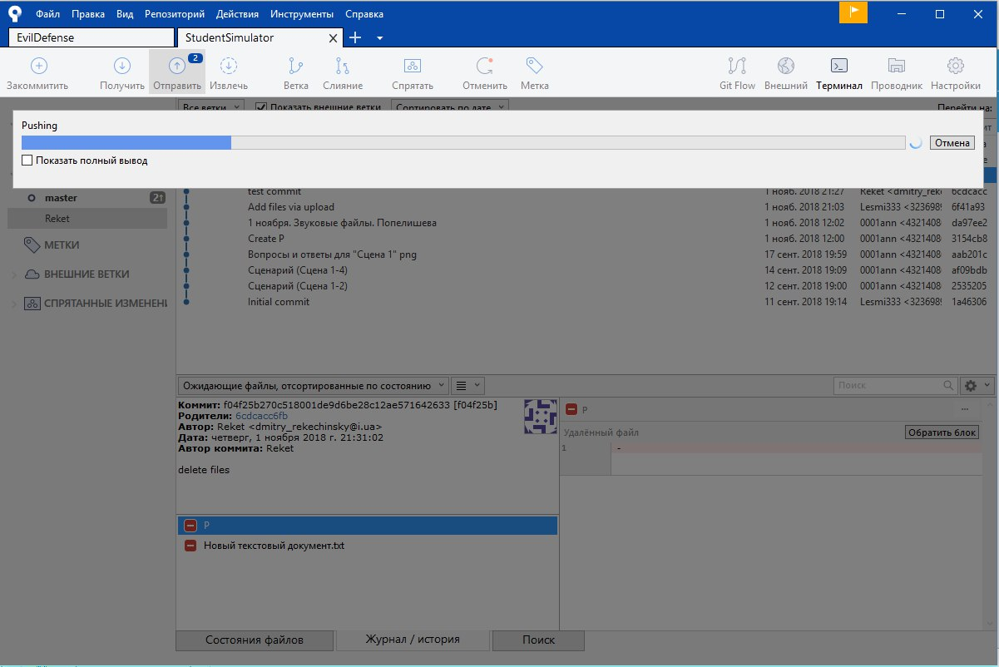 Файл Правка Вид Репозиторий Действия Инструменты Справка
EvilDefense StudentSimulator
Закоммитить Получить Отправить 2 Извлечь Ветка Слияние Спрятать Отменить Метка Git Flow Внешний Терминал Проводник Настройки
Все ветки Показать внешние ветки Сортировать по дате Перейти на:
Pushing
Отмена
Показать полный вывод
master 2↑
Reket
МЕТКИ
ВНЕШНИЕ ВЕТКИ
СПРЯТАННЫЕ ИЗМЕНЕНИ
test commit 1 нояб. 2018 21:27 Reket <dmitry_reke 6cdcacc
Add files via upload 1 нояб. 2018 21:03 Lesmi333 <3236989 6f41a93
1 ноября. Звуковые файлы. Попелишева 1 нояб. 2018 12:02 0001ann <4321408 da97ee2
Create P 1 нояб. 2018 12:00 0001ann <4321408 3154cb8
Вопросы и ответы для "Сцена 1" png 17 сент. 2018 19:59 0001ann <4321408 aab201c
Сценарий (Сцена 1-4) 14 сент. 2018 19:09 0001ann <4321408 af09bdb
Сценарий (Сцена 1-2) 12 сент. 2018 19:00 0001ann <4321408 2535205
Initial commit 11 сент. 2018 19:14 Lesmi333 <3236989 1a46306
Ожидающие файлы, отсортированные по состоянию Поиск
Коммит: f04f25b270c518001de9d6be28c12ae571642633 [f04f25b]
Родители: 6cdcacc6fb
Автор: Reket <dmitry_rekechinsky@i.ua>
Дата: четверг, 1 ноября 2018 г. 21:31:02
Автор коммита: Reket
delete files
P
Новый текстовый документ.txt
P ...
Удалённый файл Обратить блок
1 -
Состояния файлов Журнал / история Поиск